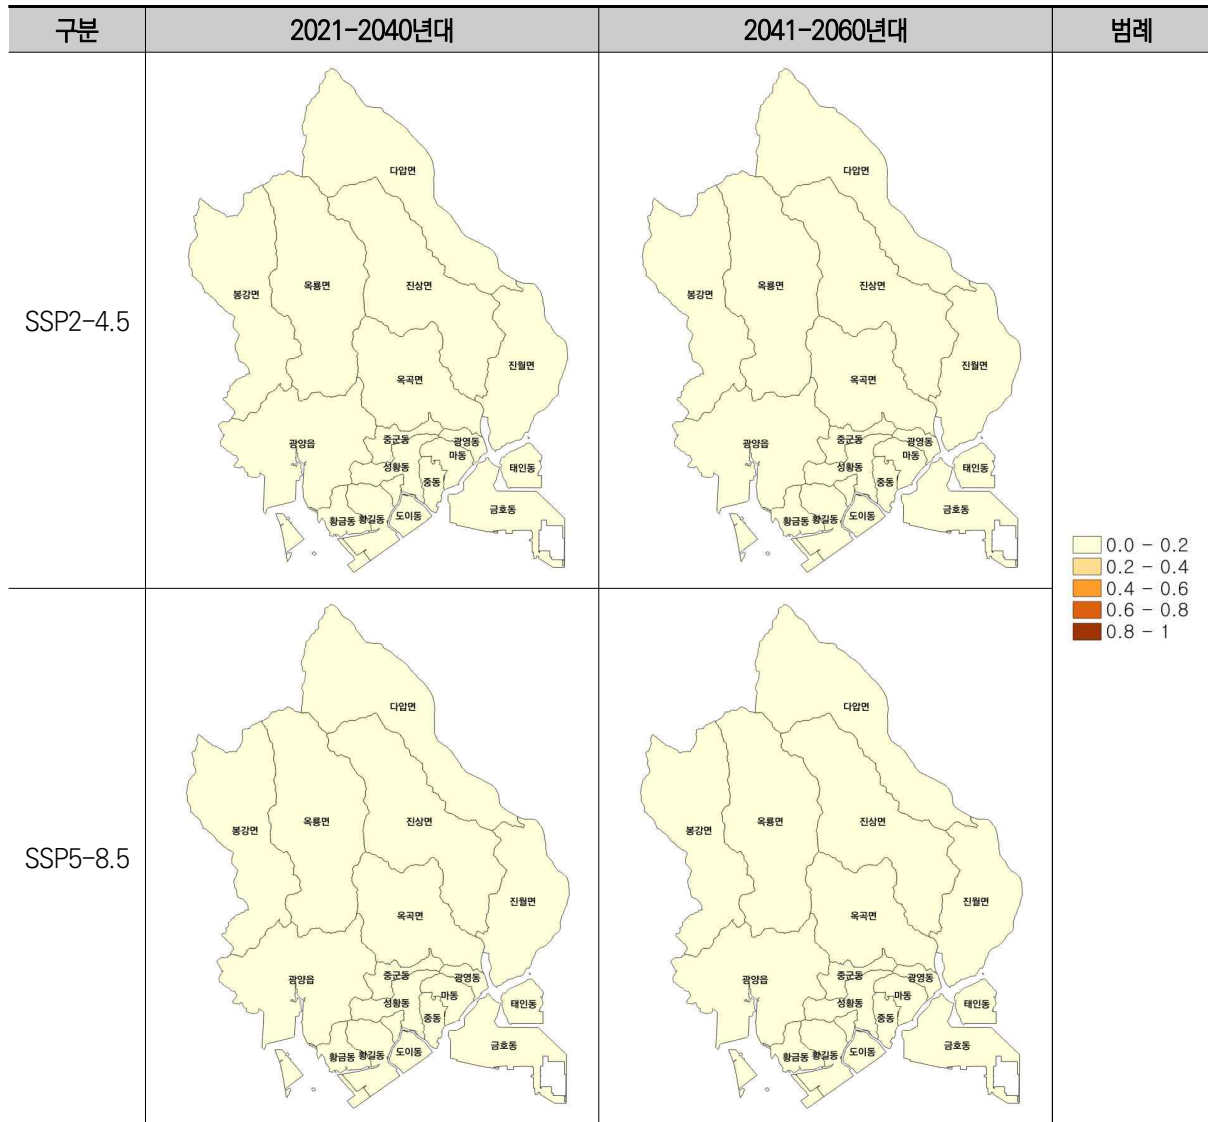 구분 2021-2040년대 2041-2060년대 범례
SSP2-4.5
다압면
봉강면
옥룡면
진상면
진월면
옥곡면
광양읍
중군동
광영동
마동
성황동
태인동
중동
금호동
황금동
황길동
도이동
다압면
봉강면
옥룡면
진상면
진월면
옥곡면
광양읍
중군동
광영동
마동
성황동
태인동
중동
금호동
황금동
황길동
도이동
0.0 - 0.2
0.2 - 0.4
0.4 - 0.6
0.6 - 0.8
0.8 - 1
SSP5-8.5
다압면
봉강면
옥룡면
진상면
진월면
옥곡면
광양읍
중군동
광영동
마동
성황동
태인동
중동
금호동
황금동
황길동
도이동
다압면
봉강면
옥룡면
진상면
진월면
옥곡면
광양읍
중군동
광영동
마동
성황동
태인동
중동
금호동
황금동
황길동
도이동